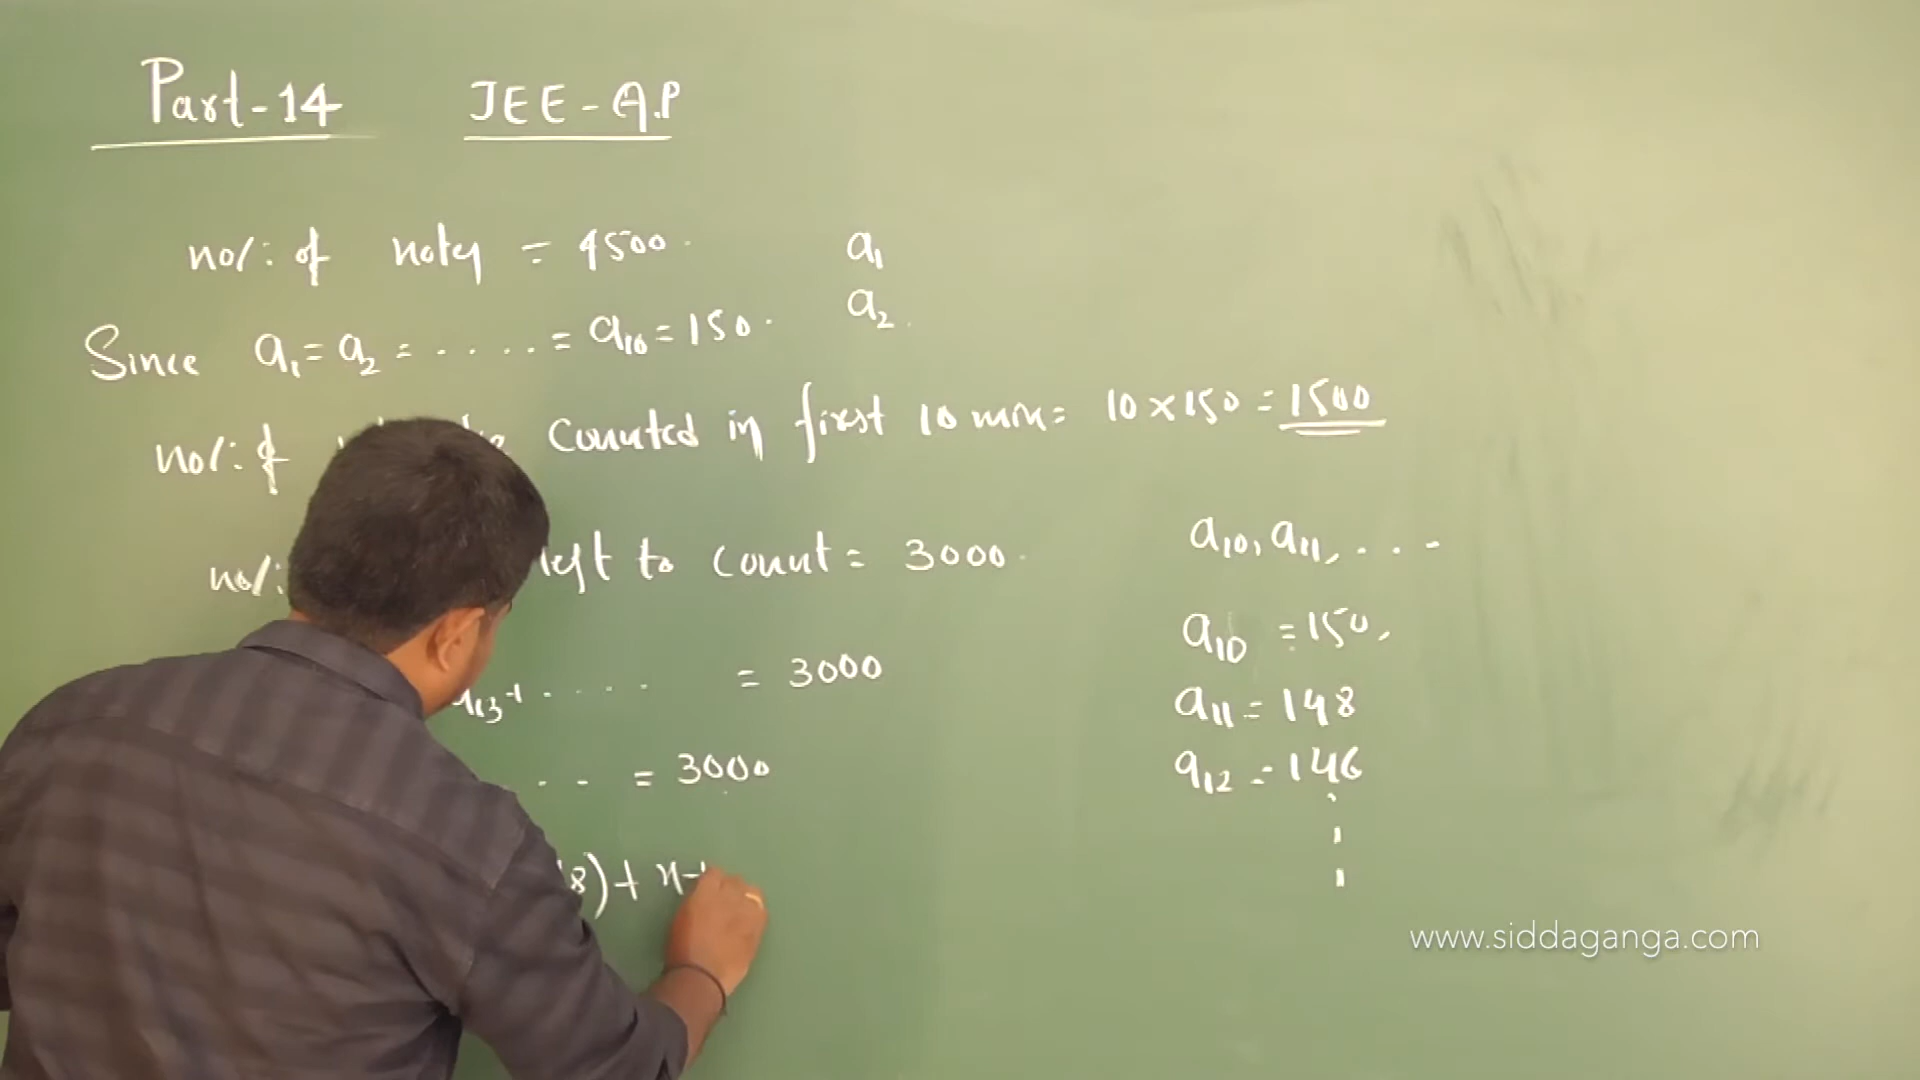 Part-14 JEE-A.P
no/: of notes = 4500.
a1
a2
Since a1 = a2 = ..... = a10 = 150.
no/: of counted in first 10 min = 10 × 150 = 1500
no/: left to count = 3000.
a10, a11, ...
a10 = 150,
a11 = 148
a12 = 146
a13+ .... = 3000
.. = 3000
8) + n-1
www.siddaganga.com